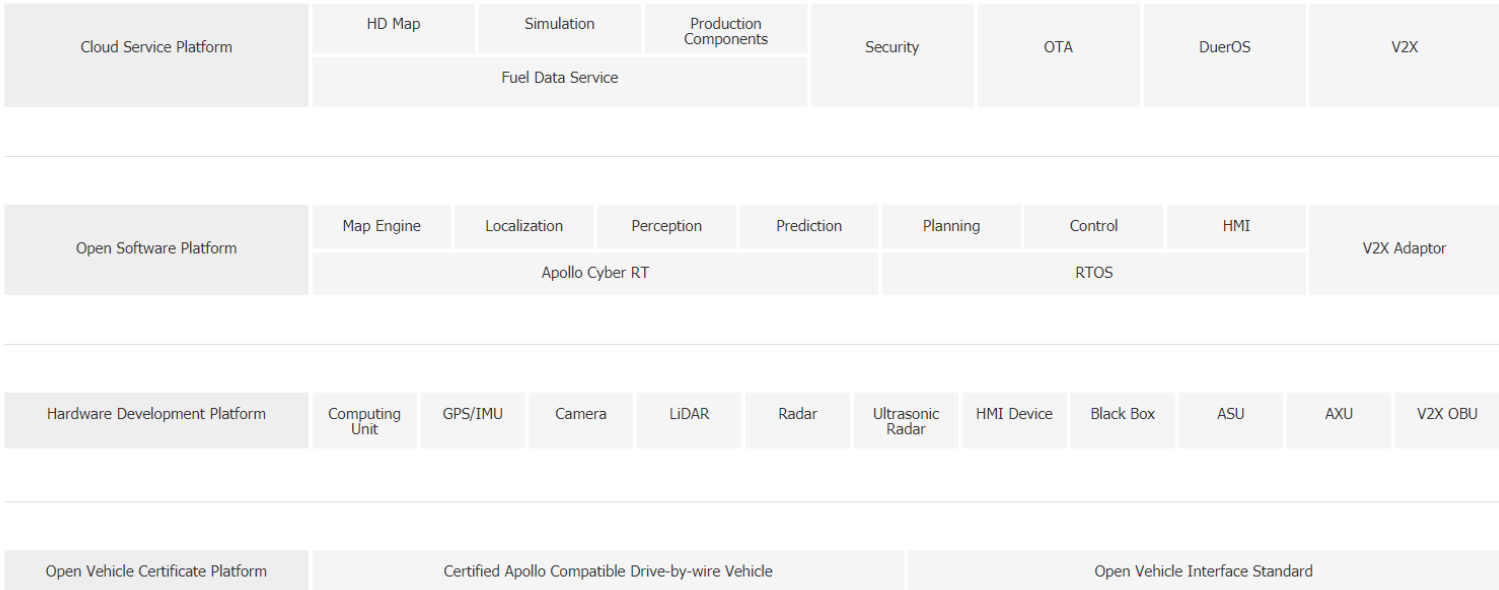 Cloud Service Platform
HD Map
Simulation
Production
Components
Fuel Data Service
Security
OTA
DuerOS
V2X
Open Software Platform
Map Engine
Localization
Perception
Prediction
Planning
Control
HMI
Apollo Cyber RT
RTOS
V2X Adaptor
Hardware Development Platform
Computing
Unit
GPS/IMU
Camera
LiDAR
Radar
Ultrasonic
Radar
HMI Device
Black Box
ASU
AXU
V2X OBU
Open Vehicle Certificate Platform
Certified Apollo Compatible Drive-by-wire Vehicle
Open Vehicle Interface Standard